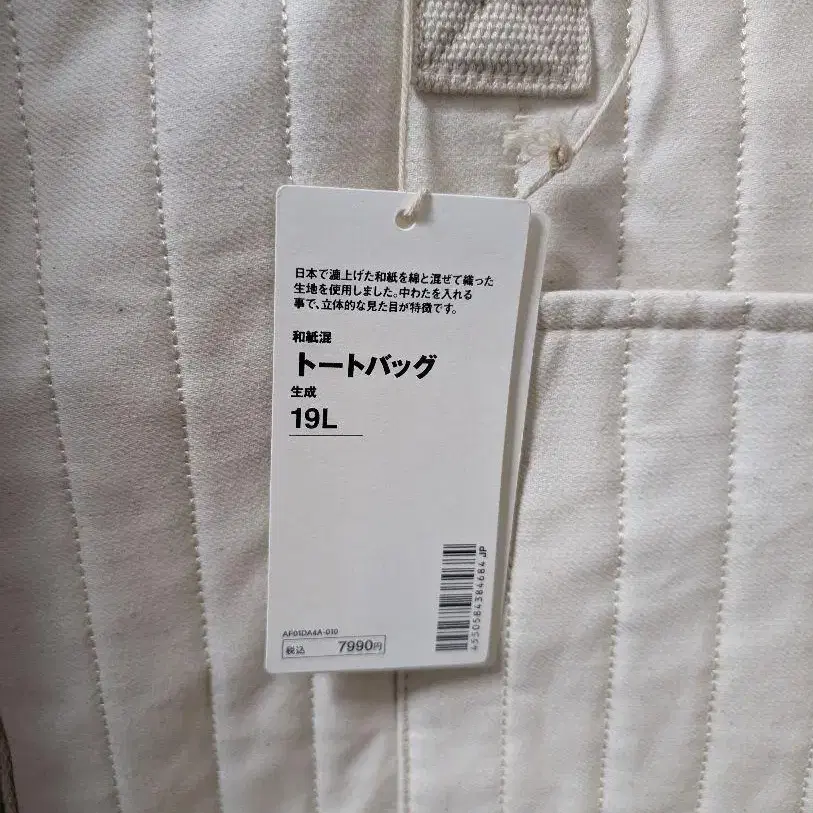 日本で漉上げた和紙を綿と混ぜて織った
生地を使用しました。中わたを入れる
事で、立体的な見た目が特徴です。
和紙混
トートバッグ
生成
19L
AF01DA4A-010
税込 7990円
4550584384684 JP